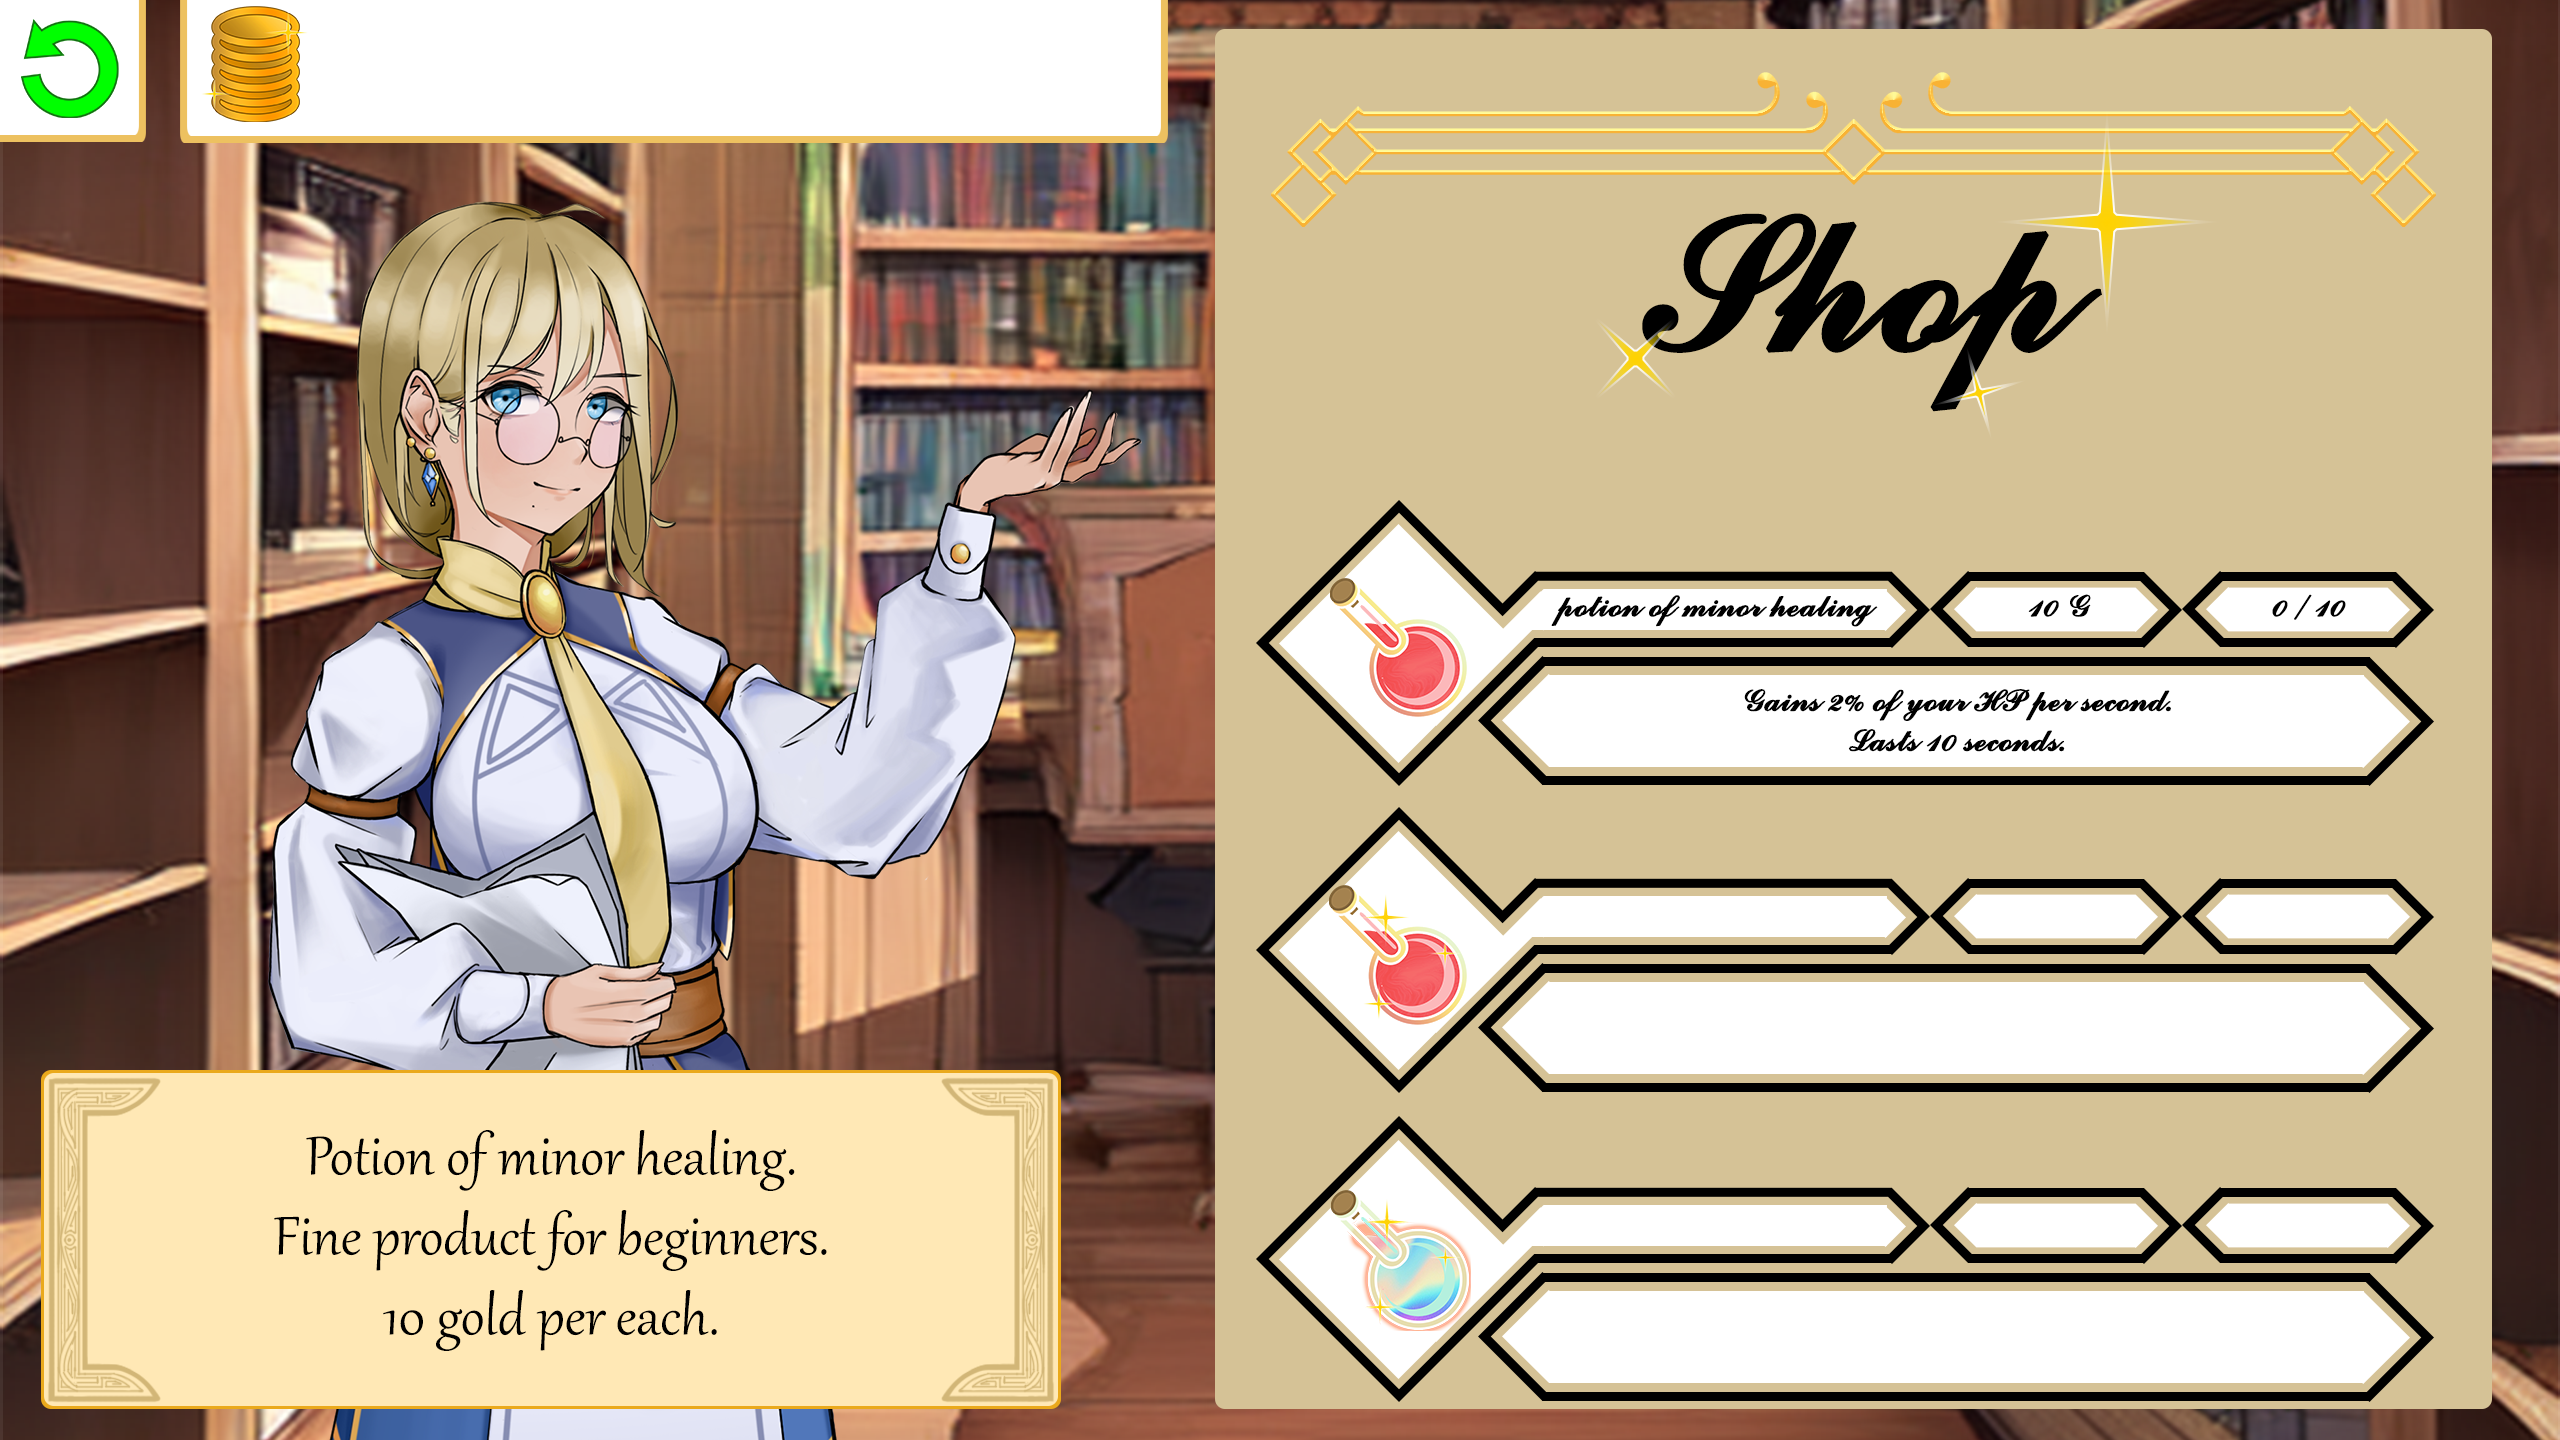 Shop
potion of minor healing
10 G
0 / 10
Gains 2% of your HP per second.
Lasts 10 seconds.
Potion of minor healing.
Fine product for beginners.
10 gold per each.